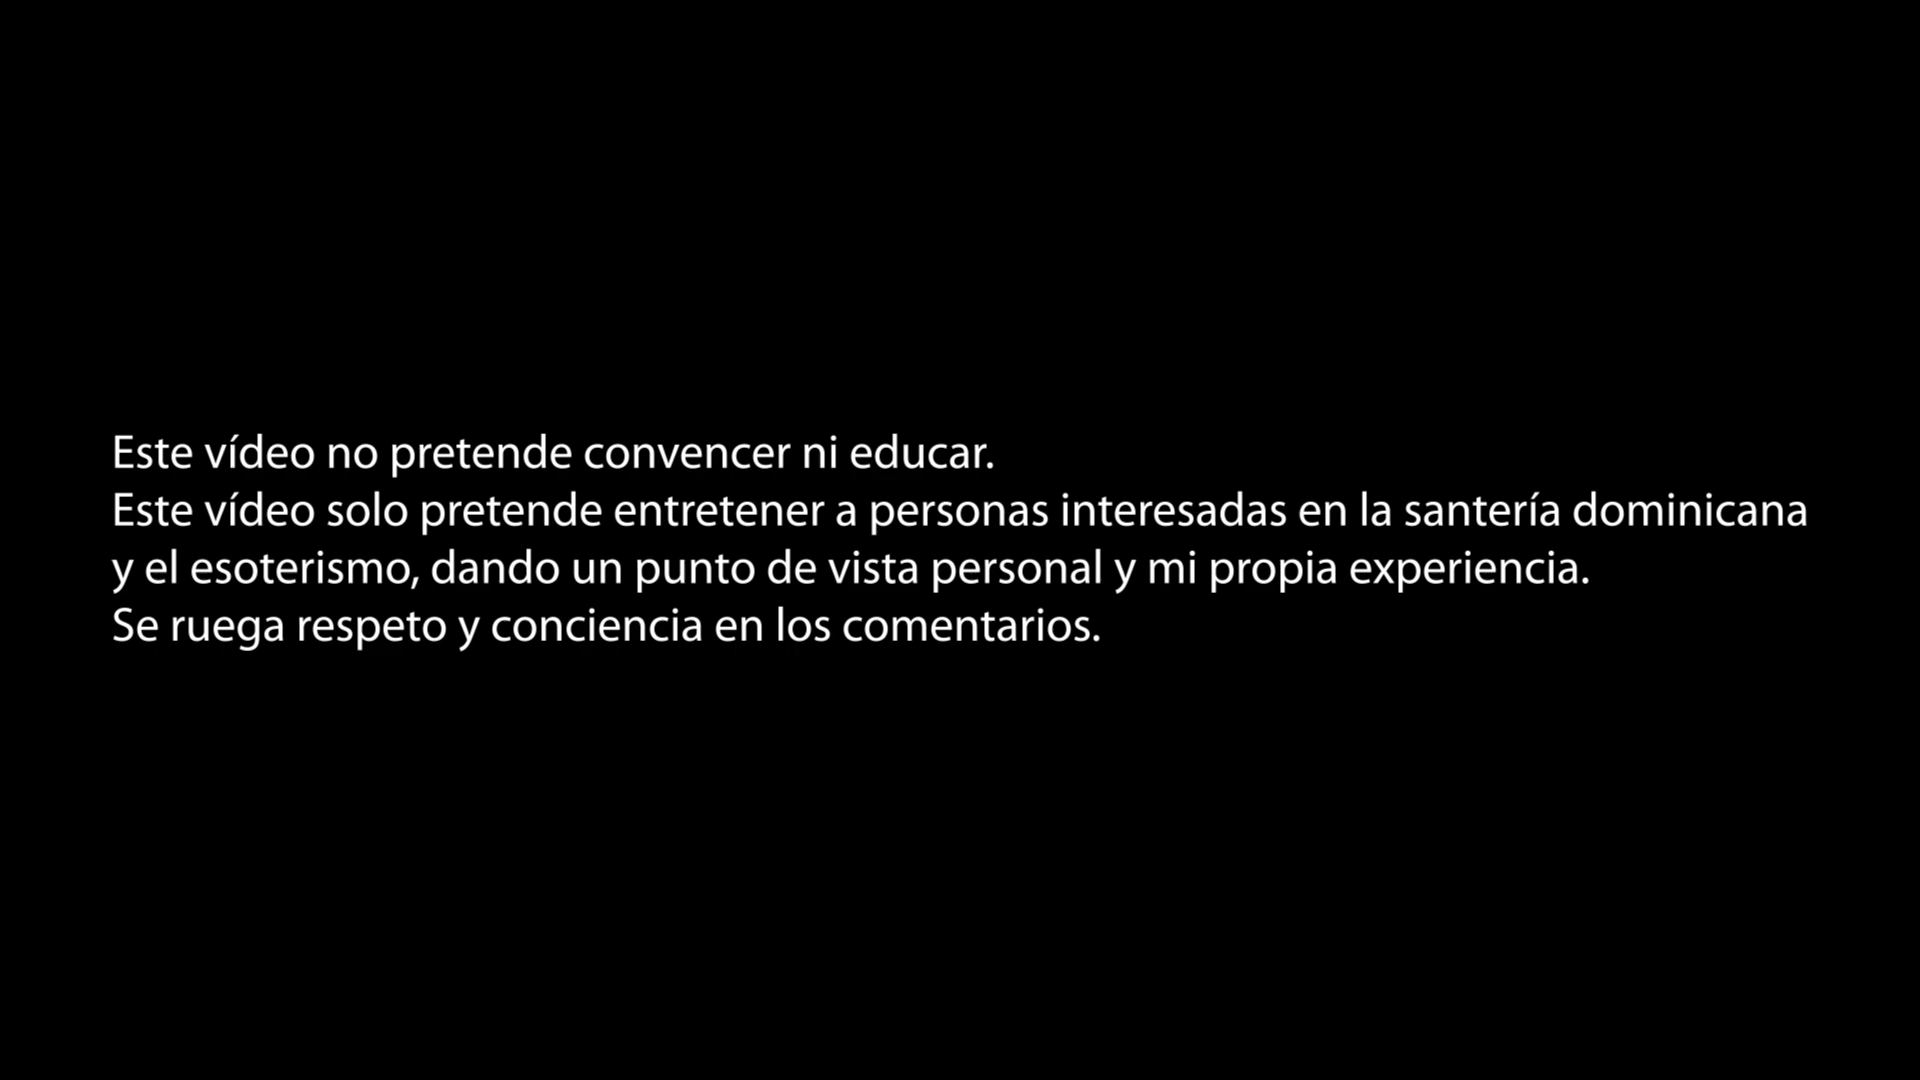 Este vídeo no pretende convencer ni educar.
Este vídeo solo pretende entretener a personas interesadas en la santería dominicana
y el esoterismo, dando un punto de vista personal y mi propia experiencia.
Se ruega respeto y conciencia en los comentarios.